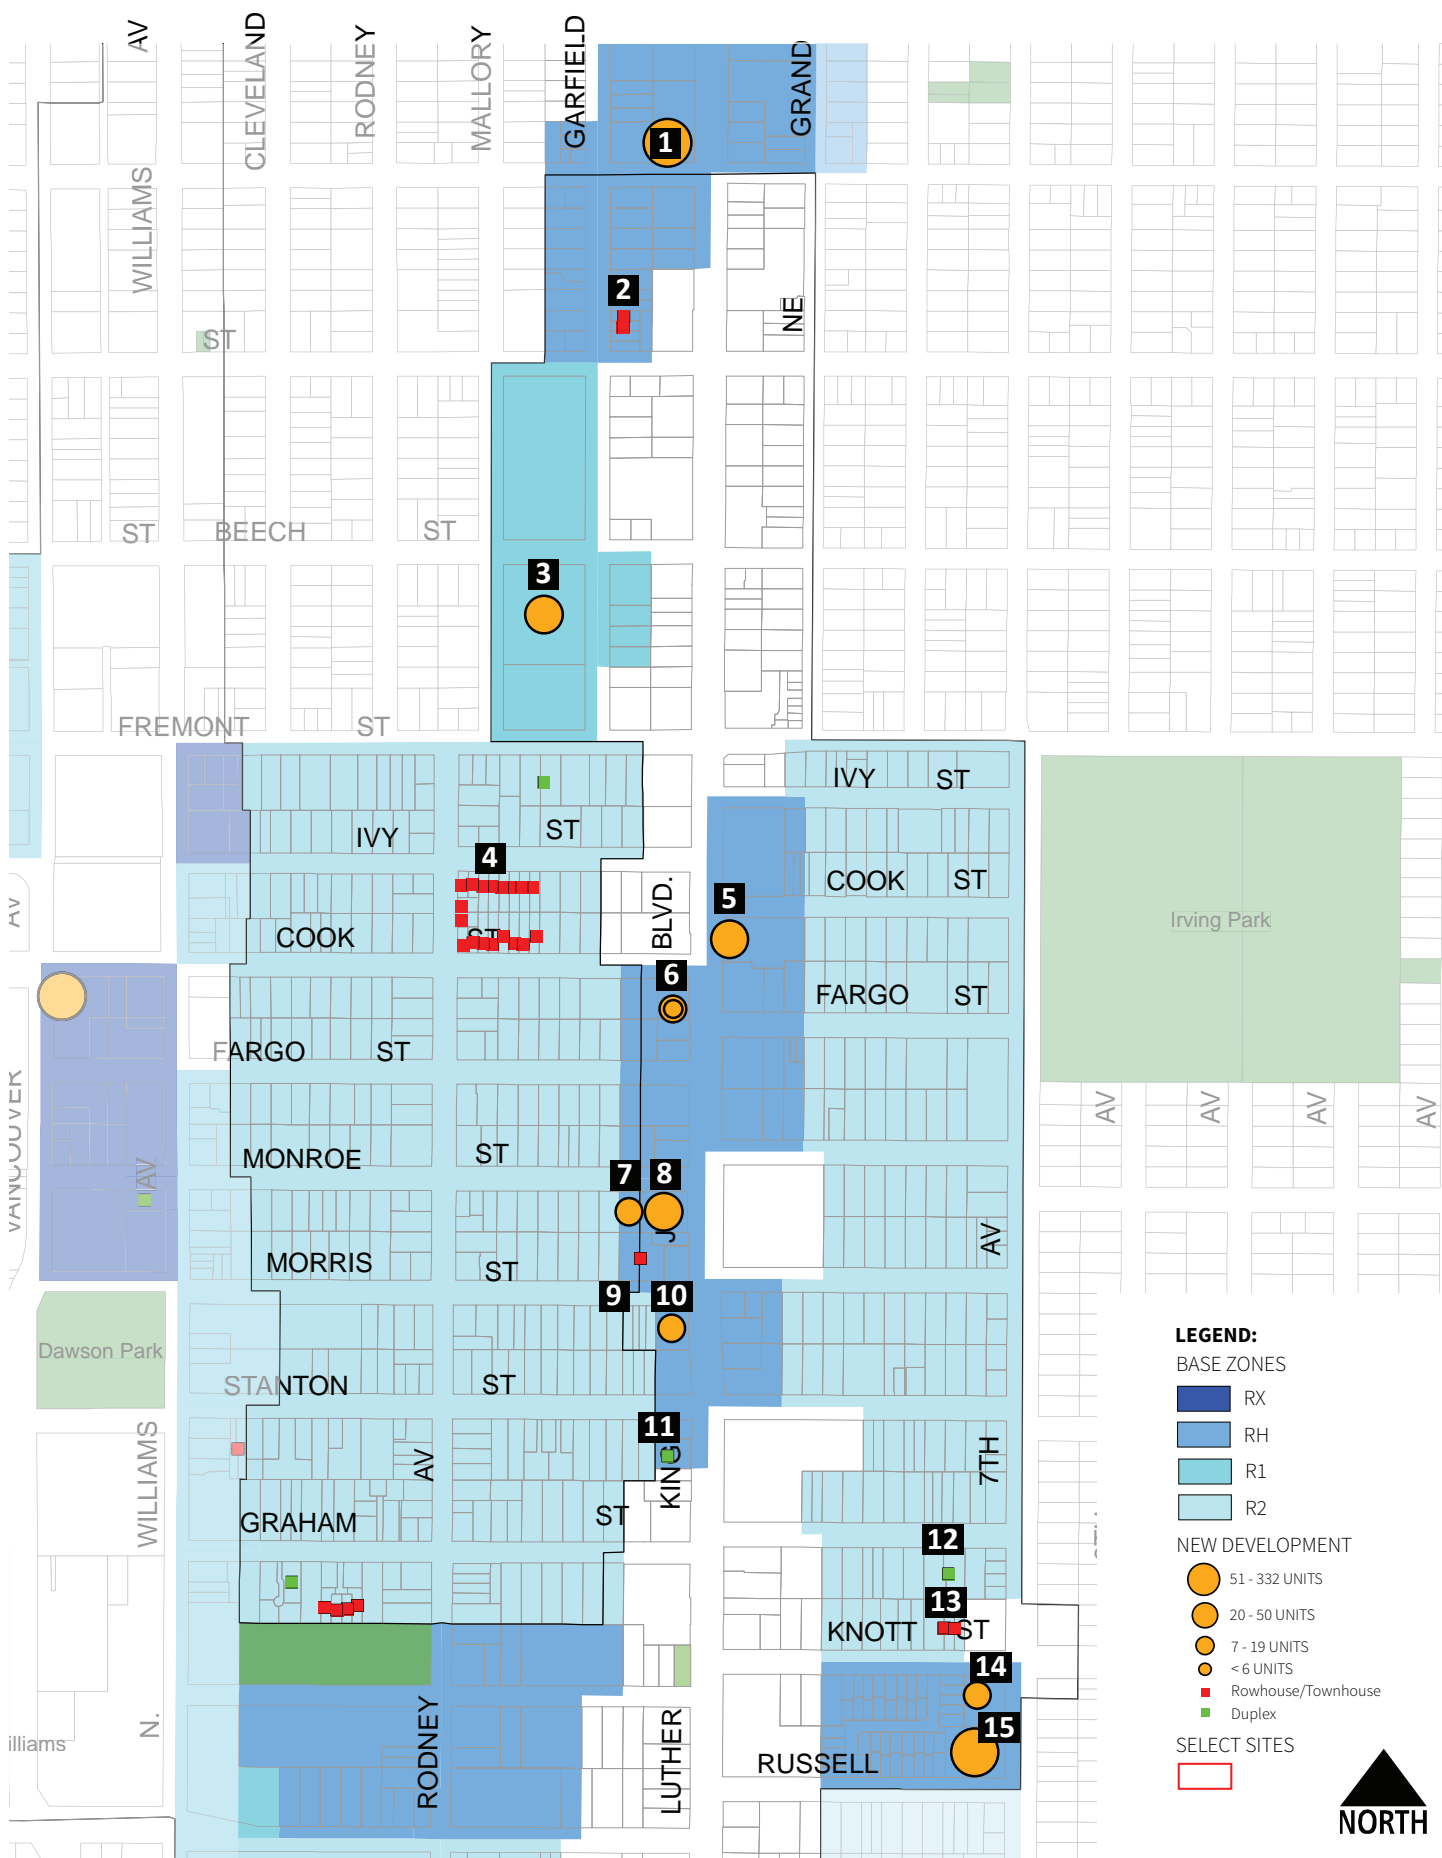 AV
CLEVELAND
RODNEY
MALLORY
GARFIELD
GRAND
1
WILLIAMS
2
NE
ST
ST
BEECH
ST
3
FREMONT
ST
IVY
ST
IVY
ST
4
COOK
ST
5
BLVD.
AV
COOK
ST
Irving Park
6
FARGO
ST
FARGO
ST
VANCOUVER
AV
AV
AV
AV
MONROE
ST
AV
7
8
J
AV
MORRIS
ST
9
10
Dawson Park
STANTON
ST
11
KING
AV
7TH
WILLIAMS
GRAHAM
ST
12
13
KNOTT
ST
14
15
N.
illiams
RODNEY
LUTHER
RUSSELL
LEGEND:
BASE ZONES
RX
RH
R1
R2
NEW DEVELOPMENT
51 - 332 UNITS
20 - 50 UNITS
7 - 19 UNITS
< 6 UNITS
Rowhouse/Townhouse
Duplex
SELECT SITES
NORTH